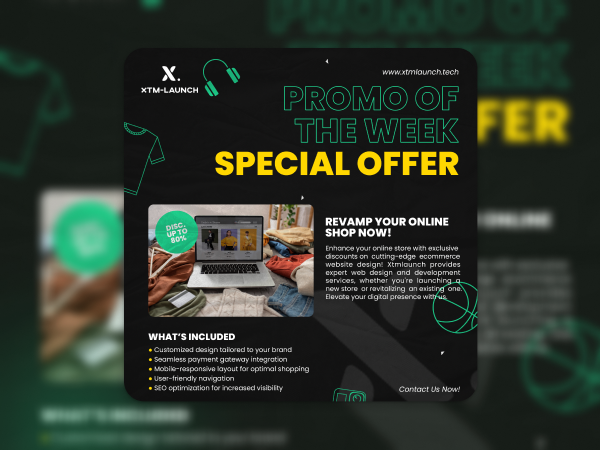 X.
XTM-LAUNCH
www.xtmlaunch.tech
PROMO OF
THE WEEK
SPECIAL OFFER
DISC.
UP TO
80%
REVAMP YOUR ONLINE
SHOP NOW!
Enhance your online store with exclusive
discounts on cutting-edge ecommerce
website design! Xtmlaunch provides
expert web design and development
services, whether you're launching a
new store or revitalizing an existing one.
Elevate your digital presence with us.
WHAT'S INCLUDED
Customized design tailored to your brand
Seamless payment gateway integration
Mobile-responsive layout for optimal shopping
User-friendly navigation
SEO optimization for increased visibility
Contact Us Now!